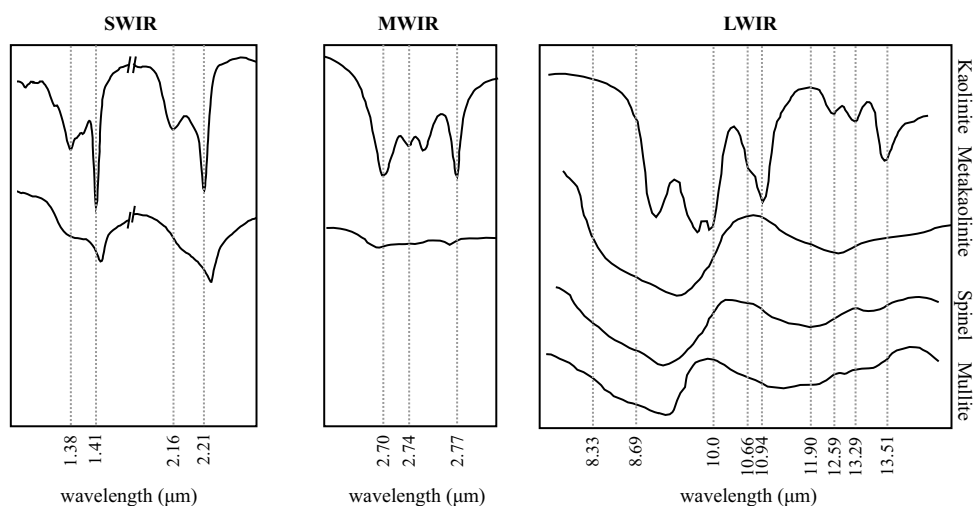 SWIR
MWIR
LWIR
Kaolinite
Metakaolinite
Spinel
Mullite
1.38
1.41
2.16
2.21
2.70
2.74
2.77
8.33
8.69
10.0
10.66
10.94
11.90
12.59
13.29
13.51
wavelength (μm)
wavelength (μm)
wavelength (μm)